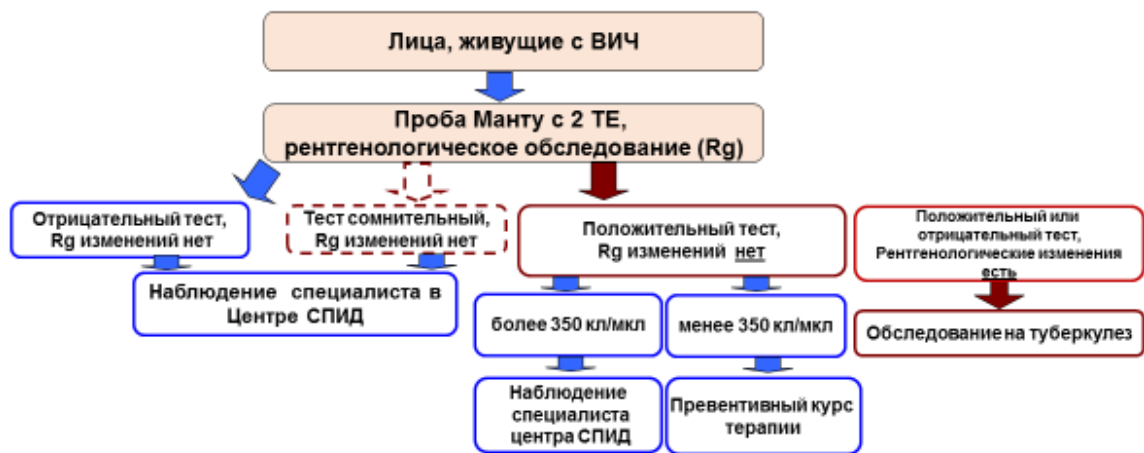 Лица, живущие с ВИЧ
Проба Манту с 2 ТЕ,
рентгенологическое обследование (Rg)
Отрицательный тест,
Rg изменений нет
Тест сомнительный,
Rg изменений нет
Положительный тест,
Rg изменений нет
Положительный или
отрицательный тест,
Рентгенологические изменения
есть
Наблюдение специалиста в
Центре СПИД
более 350 кл/мкл
менее 350 кл/мкл
Обследование на туберкулез
Наблюдение
специалиста
центра СПИД
Превентивный курс
терапии